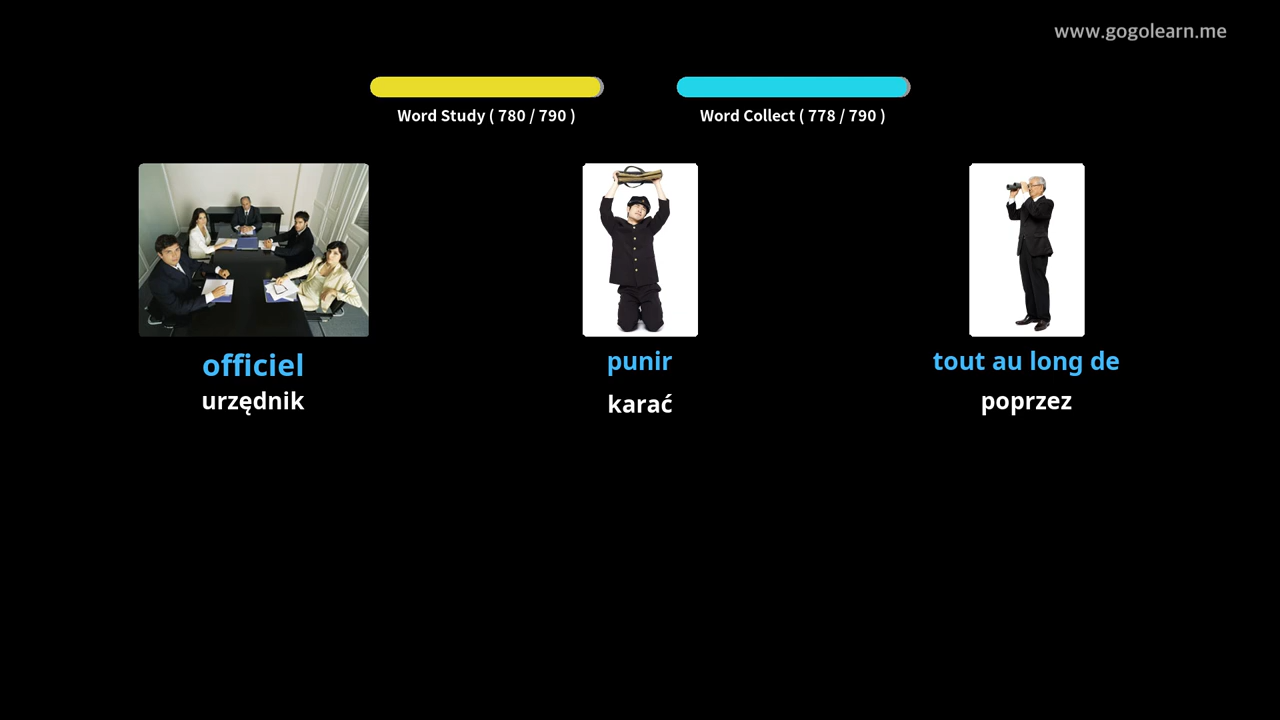 www.gogolearn.me
Word Study ( 780 / 790 )
Word Collect ( 778 / 790 )
officiel
urzędnik
punir
karać
tout au long de
poprzez